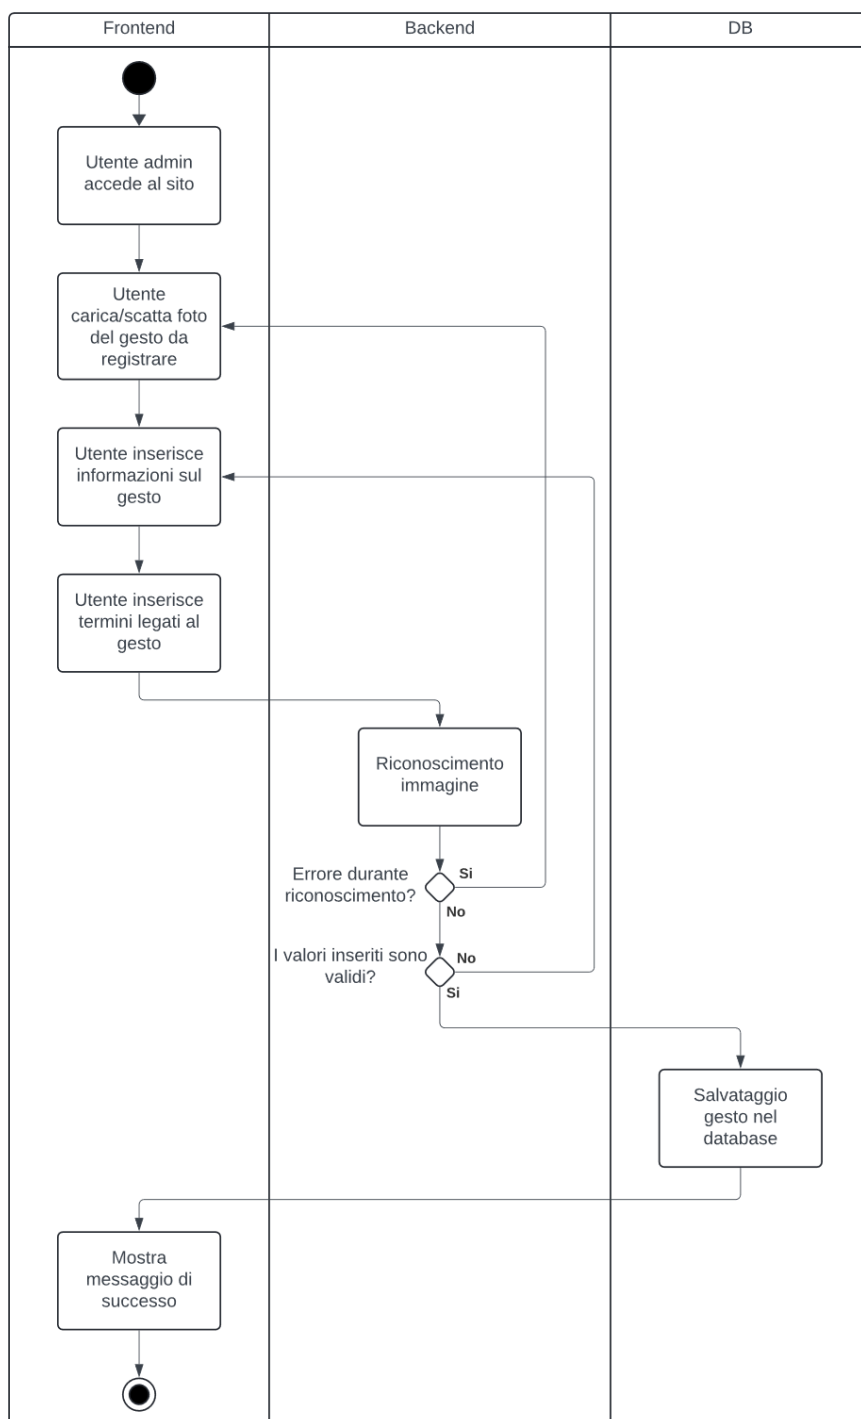 Frontend
Backend
DB
Utente admin
accede al sito
Utente
carica/scatta foto
del gesto da
registrare
Utente inserisce
informazioni sul
gesto
Utente inserisce
termini legati al
gesto
Riconoscimento
immagine
Errore durante
riconoscimento?
Si
No
I valori inseriti sono
validi?
No
Si
Salvataggio
gesto nel
database
Mostra
messaggio di
successo